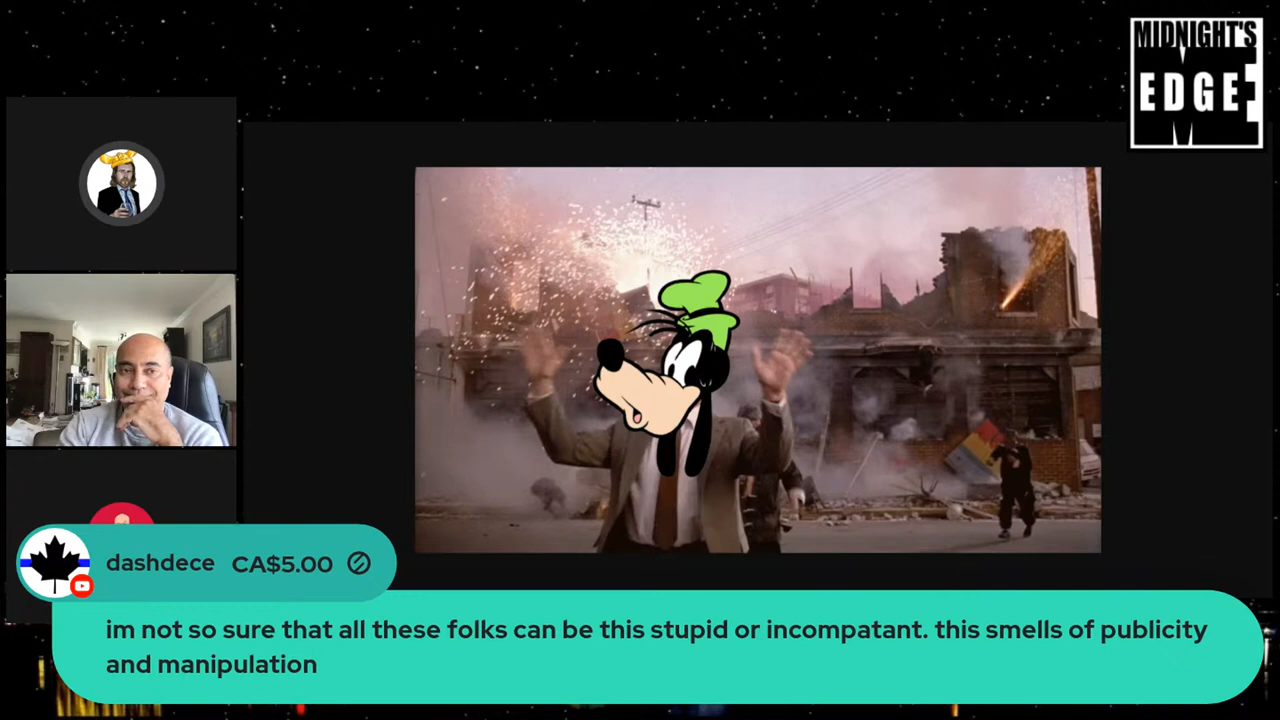 MIDNIGHT'S
EDGE
dashdece CA$5.00
im not so sure that all these folks can be this stupid or incompatant. this smells of publicity
and manipulation